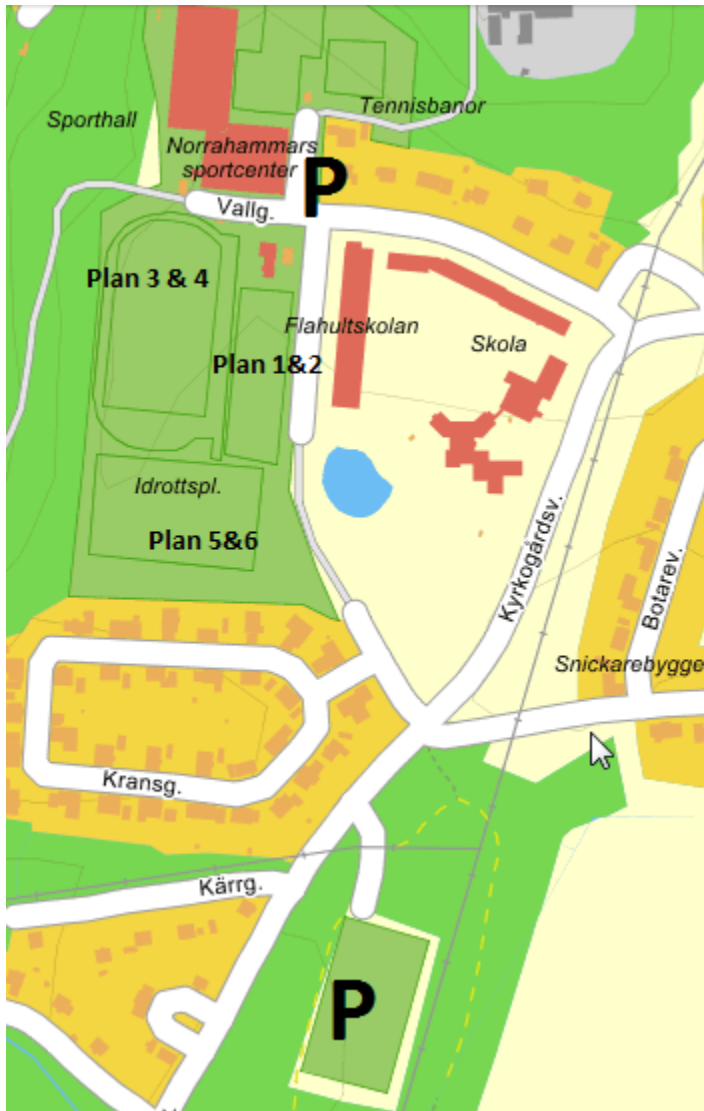 Tennisbanor
Sporthall
Norrahammars
sportcenter
P
Vallg.
Plan 3 & 4
Flahultskolan
Skola
Plan 1&2
Idrottspl.
Plan 5&6
Kyrkogårdsv.
Botarev.
Snickarebygge
Kransg.
Kärrg.
P